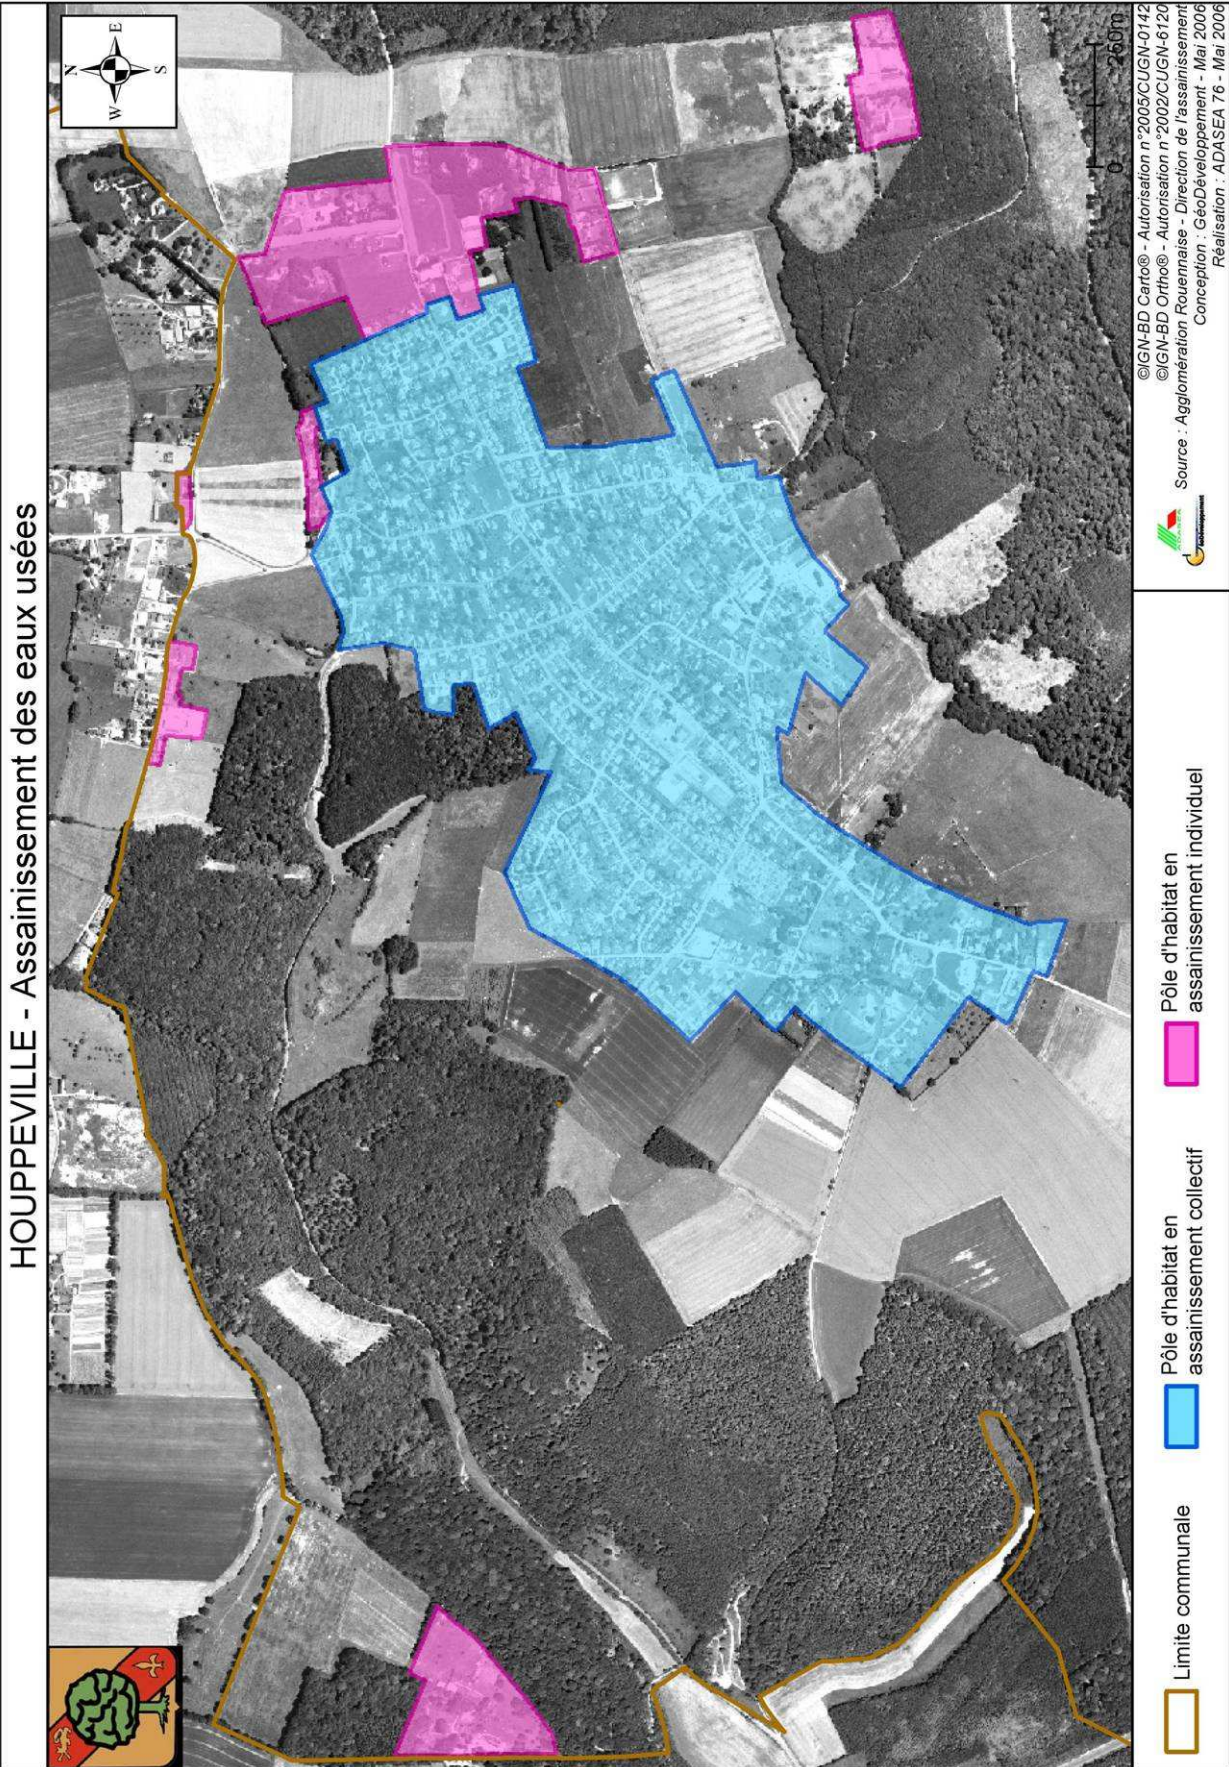 HOUPPEVILLE - Assainissement des eaux usées
N
W
E
S
0
250m
Limite communale
Pôle d'habitat en
assainissement collectif
Pôle d'habitat en
assainissement individuel
©IGN-BD Carto® - Autorisation n°2005/CUGN-0142
©IGN-BD Ortho® - Autorisation n°2002/CUGN-6120
Source : Agglomération Rouennaise - Direction de l'assainissement
Conception : GéoDéveloppement - Mai 2006
Réalisation : ADASEA 76 - Mai 2006